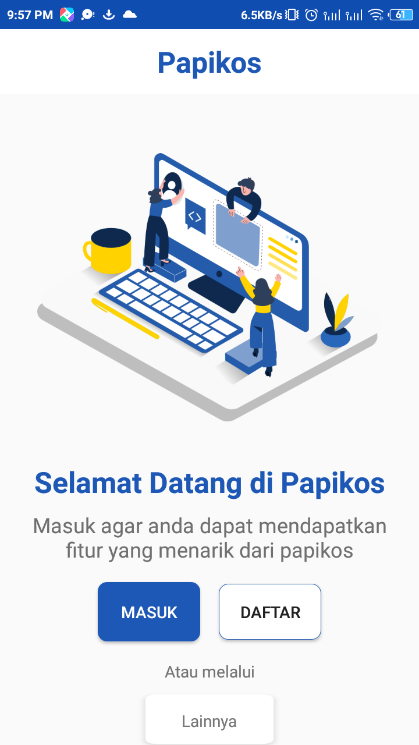 9:57 PM 6.5KB/s 61
Papikos
Selamat Datang di Papikos
Masuk agar anda dapat mendapatkan
fitur yang menarik dari papikos
MASUK DAFTAR
Atau melalui
Lainnya